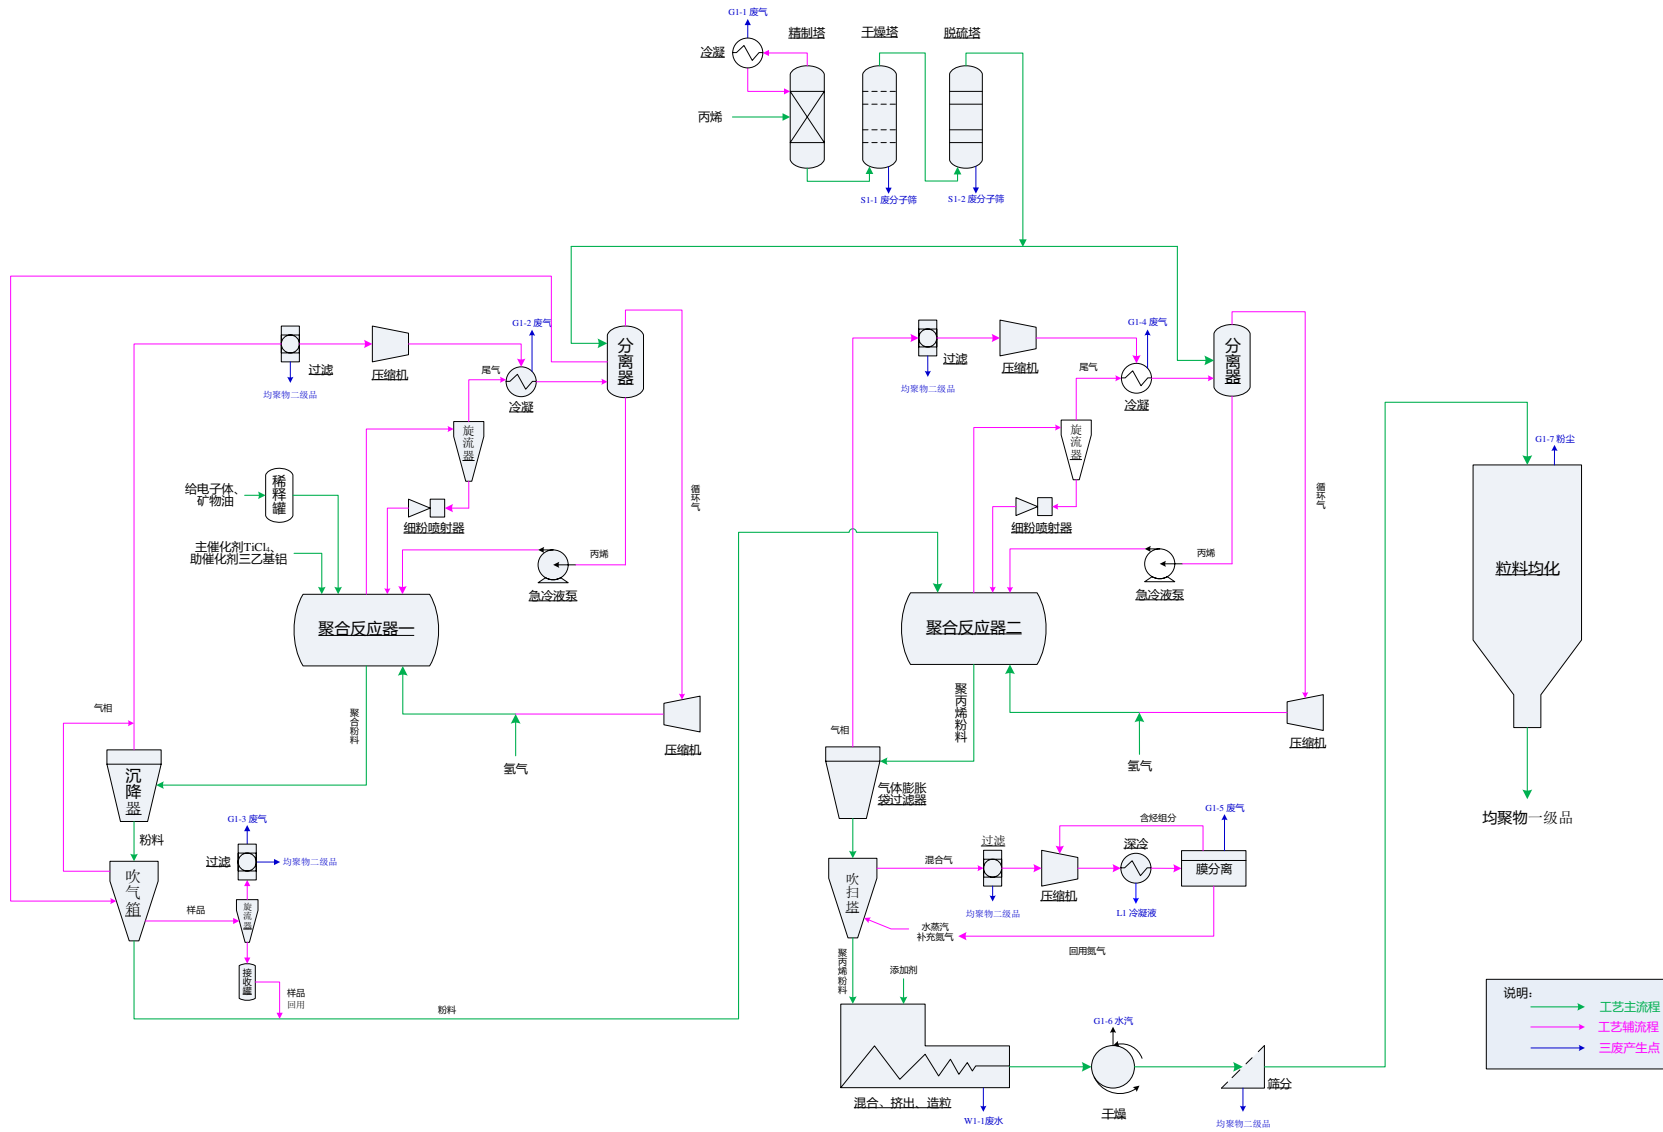 G1-1 废气
精制塔
干燥塔
脱硫塔
冷凝
丙烯
S1-1 废分子筛
S1-2 废分子筛
G1-2 废气
过滤
压缩机
均聚物二级品
尾气
冷凝
分离器
旋流器
细粉喷射器
循环气
给电子体、
矿物油
稀释罐
主催化剂TiCl₄、
助催化剂三乙基铝
丙烯
急冷液泵
聚合反应器一
聚合粉料
氢气
压缩机
气相
沉降器
粉料
吹气箱
G1-3 废气
过滤
均聚物二级品
样品
旋流器
接收罐
样品
回用
粉料
G1-4 废气
过滤
压缩机
均聚物二级品
尾气
冷凝
分离器
旋流器
细粉喷射器
循环气
丙烯
急冷液泵
聚合反应器二
聚丙烯粉料
氢气
压缩机
气相
气体膨胀
袋过滤器
吹扫塔
混合气
过滤
均聚物二级品
压缩机
深冷
L1 冷凝液
含烃组分
G1-5 废气
膜分离
水蒸汽
补充氮气
回用氮气
聚丙烯粉料
添加剂
混合、挤出、造粒
W1-1废水
G1-6 水汽
干燥
筛分
均聚物二级品
G1-7 粉尘
粒料均化
均聚物一级品
说明:
工艺主流程
工艺辅流程
三废产生点